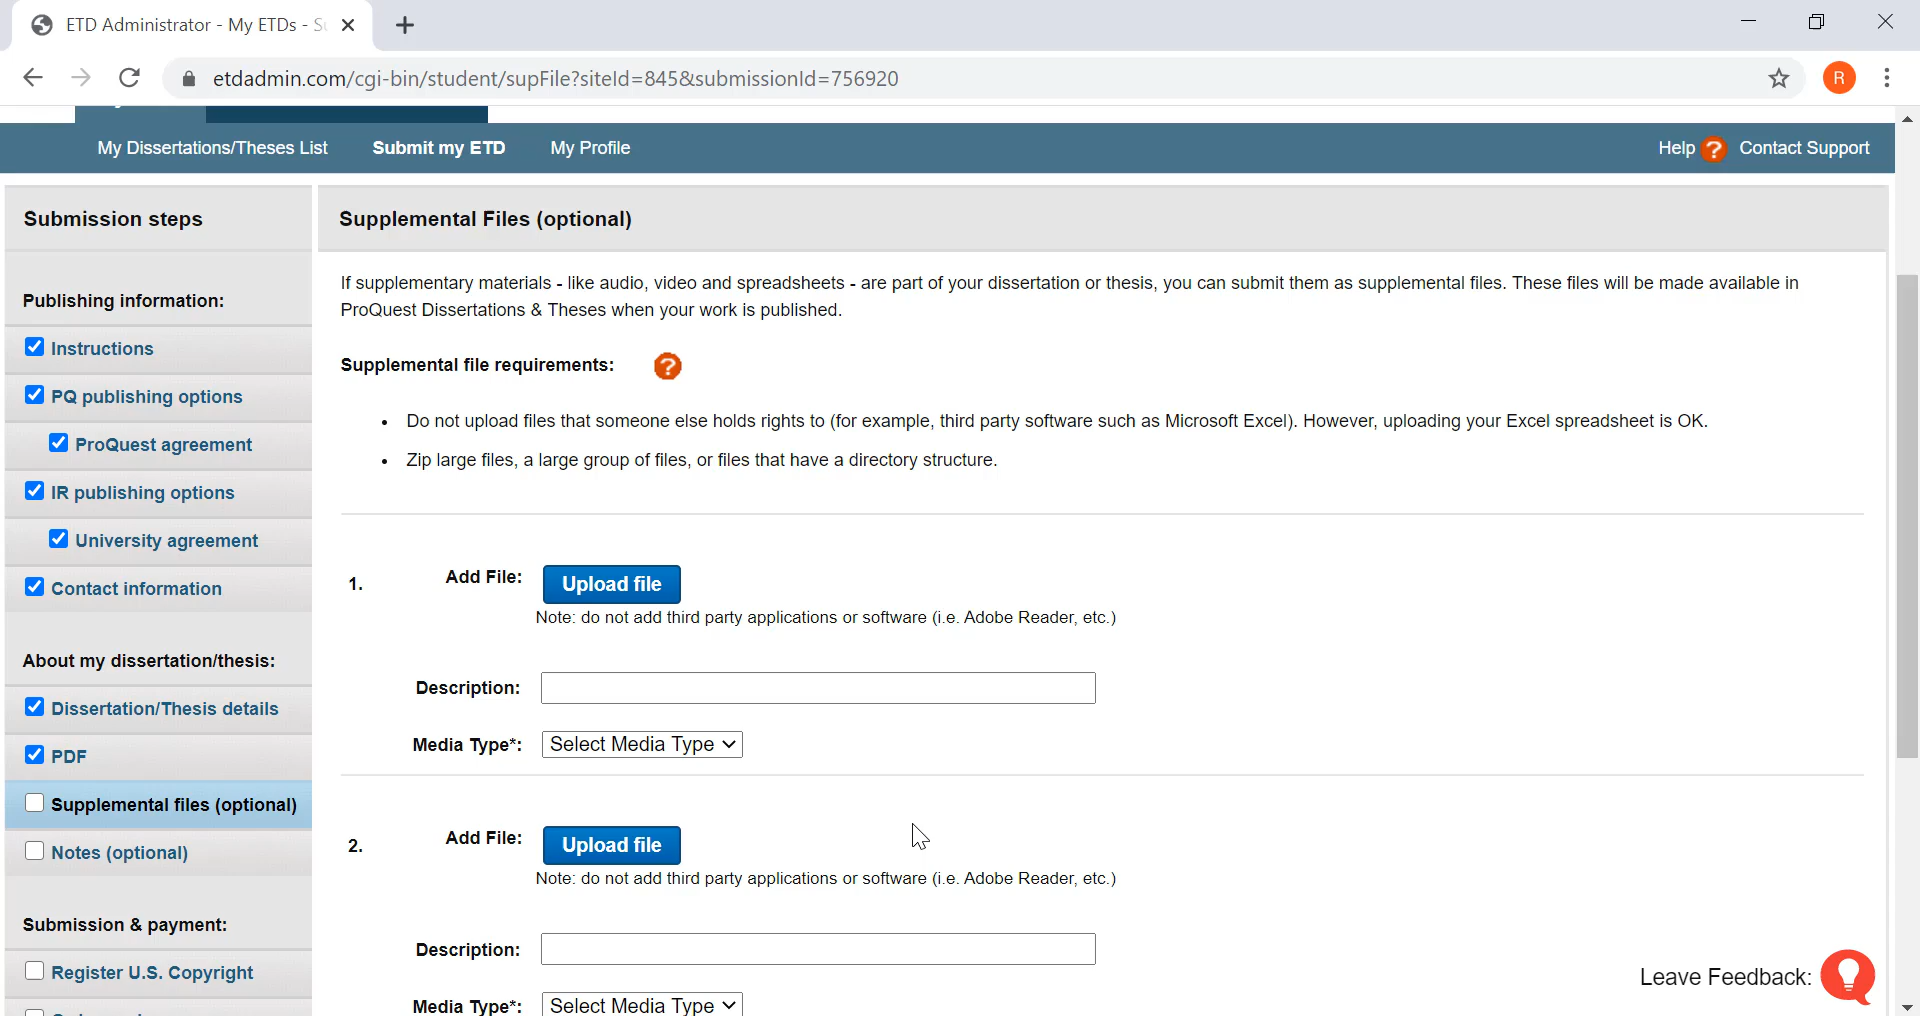 ETD Administrator - My ETDs - S
etdadmin.com/cgi-bin/student/supFile?siteId=845&submissionId=756920
R
My Dissertations/Theses List Submit my ETD My Profile Help ? Contact Support
Submission steps
Publishing information:
Instructions
PQ publishing options
ProQuest agreement
IR publishing options
University agreement
Contact information
About my dissertation/thesis:
Dissertation/Thesis details
PDF
Supplemental files (optional)
Notes (optional)
Submission & payment:
Register U.S. Copyright
Supplemental Files (optional)
If supplementary materials - like audio, video and spreadsheets - are part of your dissertation or thesis, you can submit them as supplemental files. These files will be made available in
ProQuest Dissertations & Theses when your work is published.
Supplemental file requirements: ?
• Do not upload files that someone else holds rights to (for example, third party software such as Microsoft Excel). However, uploading your Excel spreadsheet is OK.
• Zip large files, a large group of files, or files that have a directory structure.
1. Add File: Upload file
Note: do not add third party applications or software (i.e. Adobe Reader, etc.)
Description:
Media Type*: Select Media Type
2. Add File: Upload file
Note: do not add third party applications or software (i.e. Adobe Reader, etc.)
Description:
Media Type*: Select Media Type
Leave Feedback: